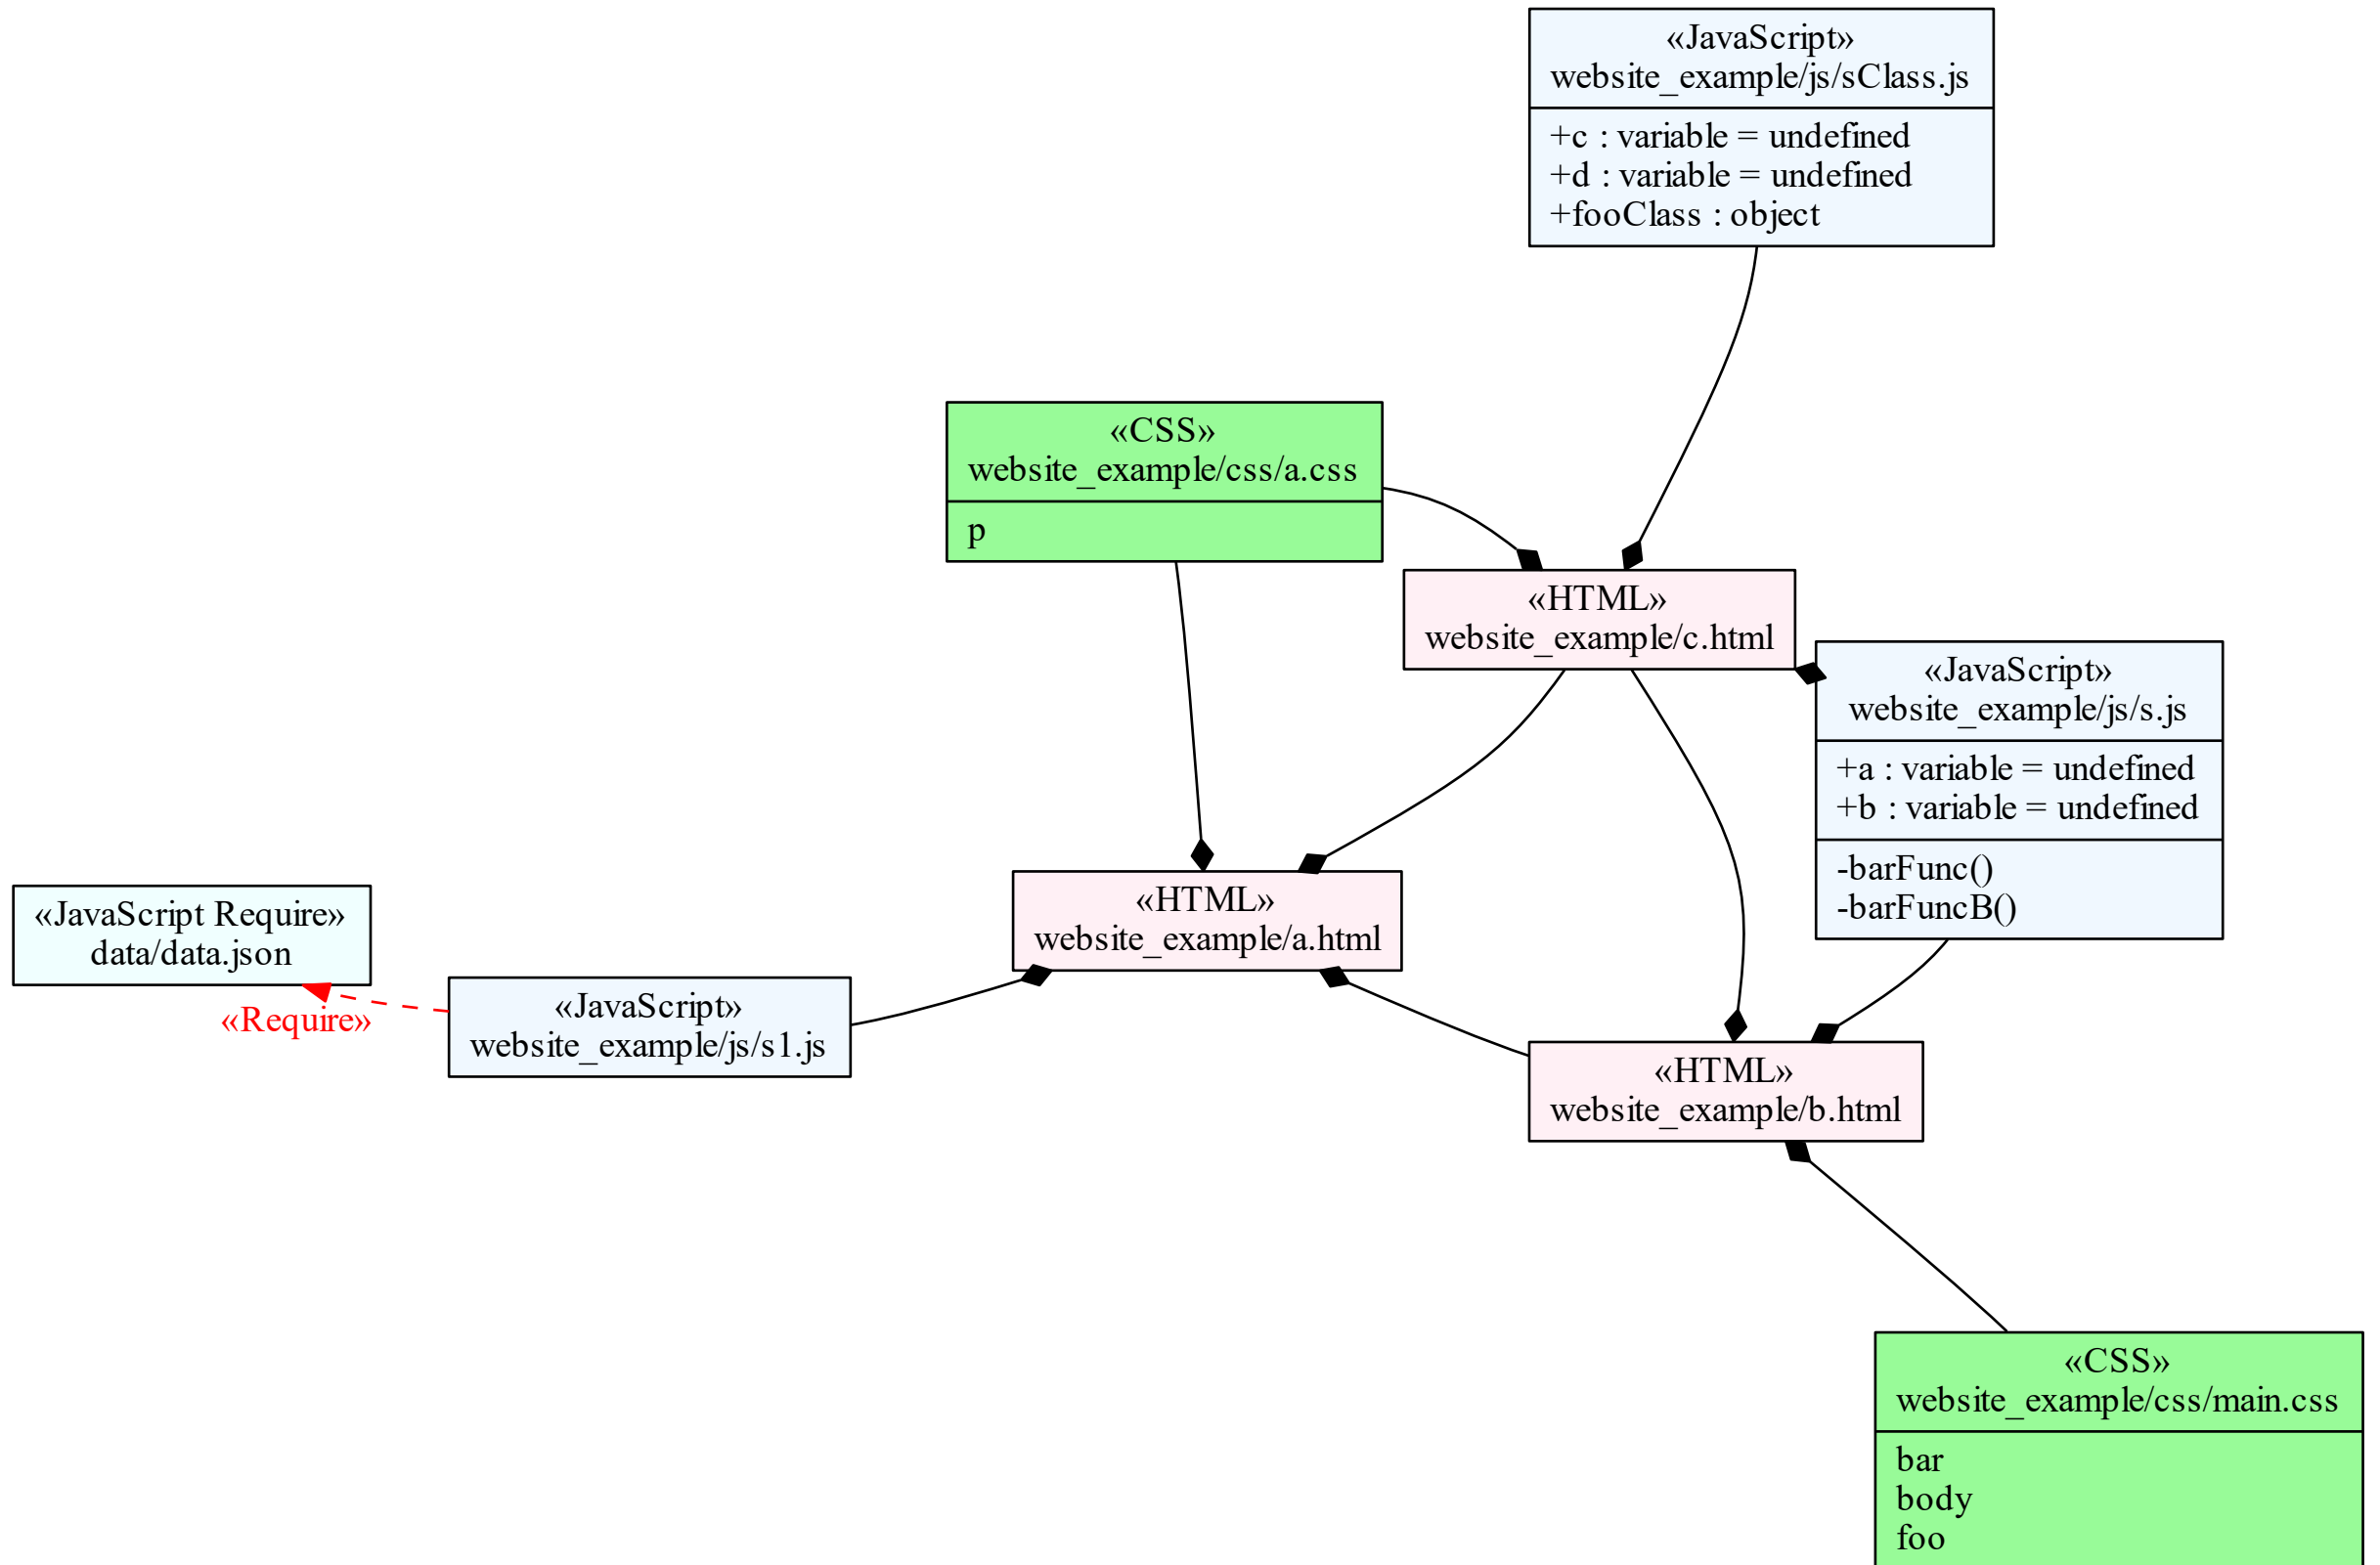 «JavaScript»
website_example/js/sClass.js
+c : variable = undefined
+d : variable = undefined
+fooClass : object
«CSS»
website_example/css/a.css
p
«HTML»
website_example/c.html
«JavaScript»
website_example/js/s.js
+a : variable = undefined
+b : variable = undefined
-barFunc()
-barFuncB()
«HTML»
website_example/a.html
«JavaScript Require»
data/data.json
«Require»
«JavaScript»
website_example/js/s1.js
«HTML»
website_example/b.html
«CSS»
website_example/css/main.css
bar
body
foo